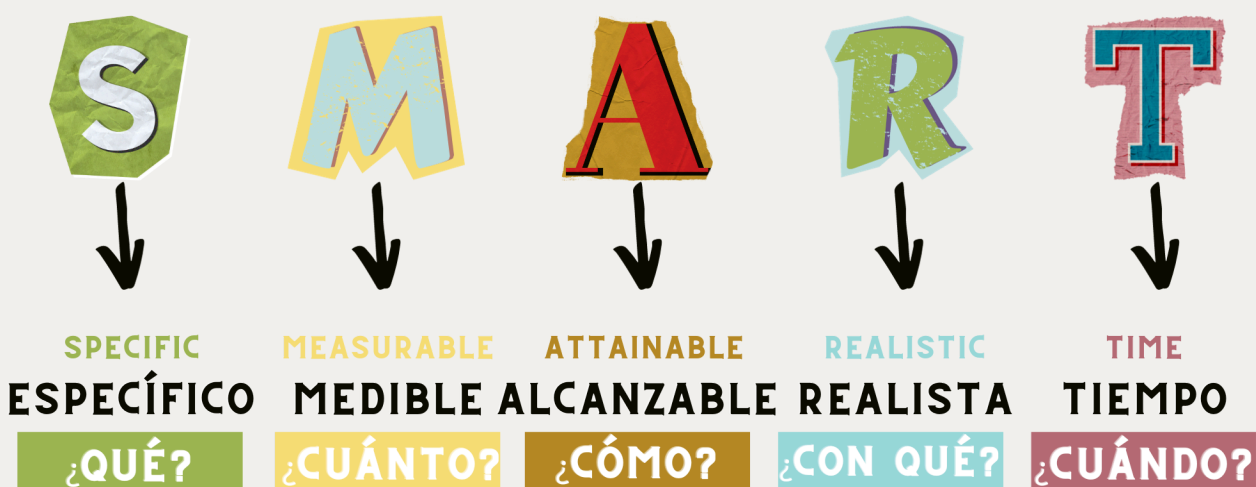 S M A R T
SPECIFIC MEASURABLE ATTAINABLE REALISTIC TIME
ESPECÍFICO MEDIBLE ALCANZABLE REALISTA TIEMPO
¿QUÉ? ¿CUÁNTO? ¿CÓMO? ¿CON QUÉ? ¿CUÁNDO?